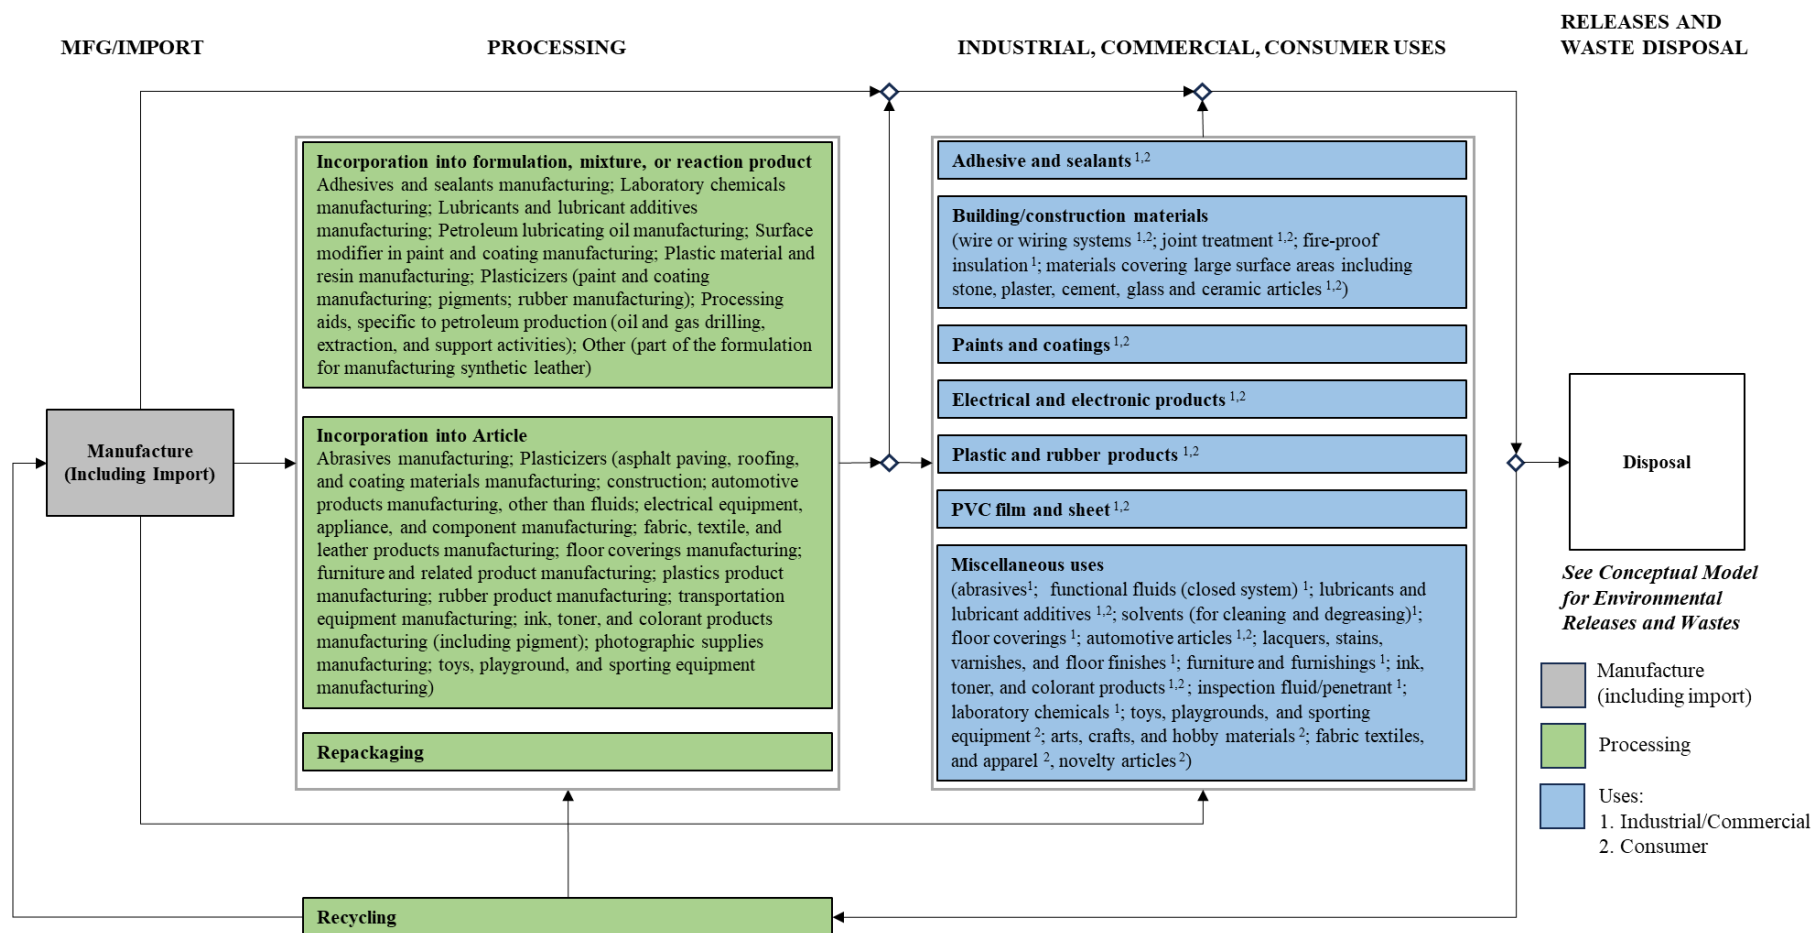 MFG/IMPORT
PROCESSING
INDUSTRIAL, COMMERCIAL, CONSUMER USES
RELEASES AND
WASTE DISPOSAL
Manufacture
(Including Import)
Incorporation into formulation, mixture, or reaction product
Adhesives and sealants manufacturing; Laboratory chemicals
manufacturing; Lubricants and lubricant additives
manufacturing; Petroleum lubricating oil manufacturing; Surface
modifier in paint and coating manufacturing; Plastic material and
resin manufacturing; Plasticizers (paint and coating
manufacturing; pigments; rubber manufacturing); Processing
aids, specific to petroleum production (oil and gas drilling,
extraction, and support activities); Other (part of the formulation
for manufacturing synthetic leather)
Incorporation into Article
Abrasives manufacturing; Plasticizers (asphalt paving, roofing,
and coating materials manufacturing; construction; automotive
products manufacturing, other than fluids; electrical equipment,
appliance, and component manufacturing; fabric, textile, and
leather products manufacturing; floor coverings manufacturing;
furniture and related product manufacturing; plastics product
manufacturing; rubber product manufacturing; transportation
equipment manufacturing; ink, toner, and colorant products
manufacturing (including pigment); photographic supplies
manufacturing; toys, playground, and sporting equipment
manufacturing)
Repackaging
Recycling
Adhesive and sealants 1,2
Building/construction materials
(wire or wiring systems 1,2; joint treatment 1,2; fire-proof
insulation 1; materials covering large surface areas including
stone, plaster, cement, glass and ceramic articles 1,2)
Paints and coatings 1,2
Electrical and electronic products 1,2
Plastic and rubber products 1,2
PVC film and sheet 1,2
Miscellaneous uses
(abrasives1; functional fluids (closed system) 1; lubricants and
lubricant additives 1,2; solvents (for cleaning and degreasing)1;
floor coverings 1; automotive articles 1,2; lacquers, stains,
varnishes, and floor finishes 1; furniture and furnishings 1; ink,
toner, and colorant products 1,2; inspection fluid/penetrant 1;
laboratory chemicals 1; toys, playgrounds, and sporting
equipment 2; arts, crafts, and hobby materials 2; fabric textiles,
and apparel 2, novelty articles 2)
Disposal
See Conceptual Model
for Environmental
Releases and Wastes
Manufacture
(including import)
Processing
Uses:
1. Industrial/Commercial
2. Consumer